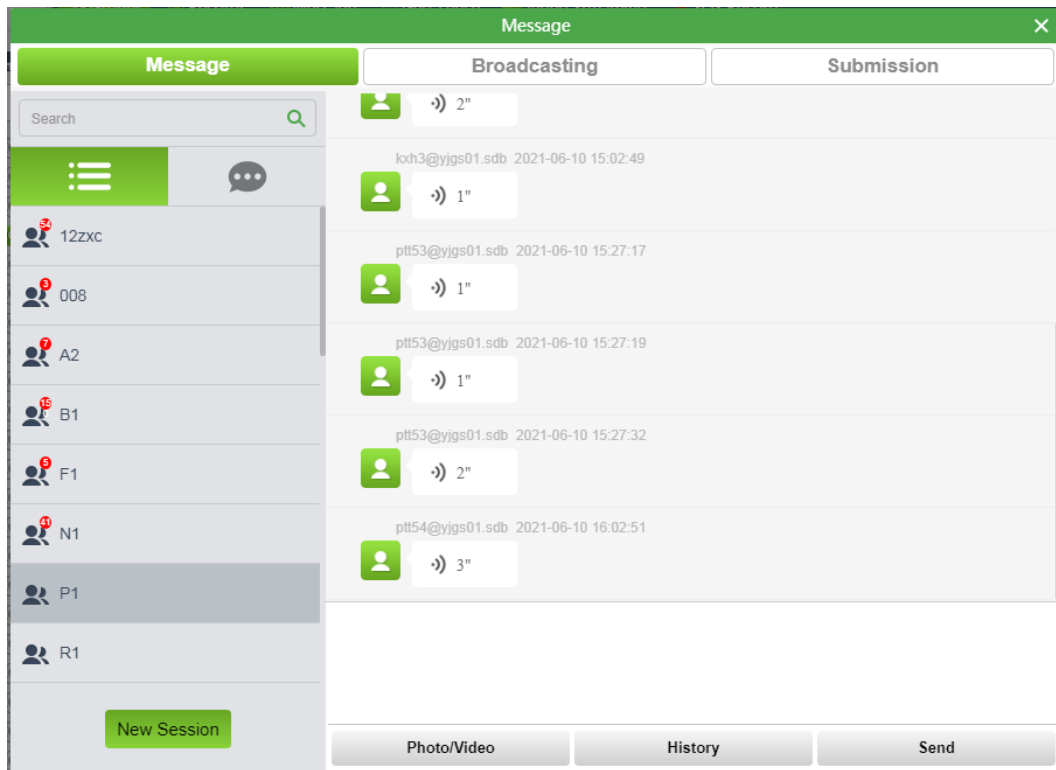 Message
Message Broadcasting Submission
Search
54
12zxc
3
008
7
A2
15
B1
5
F1
41
N1
P1
R1
New Session
2"
kxh3@yjgs01.sdb 2021-06-10 15:02:49
1"
ptt53@yjgs01.sdb 2021-06-10 15:27:17
1"
ptt53@yjgs01.sdb 2021-06-10 15:27:19
1"
ptt53@yjgs01.sdb 2021-06-10 15:27:32
2"
ptt54@yjgs01.sdb 2021-06-10 16:02:51
3"
Photo/Video History Send